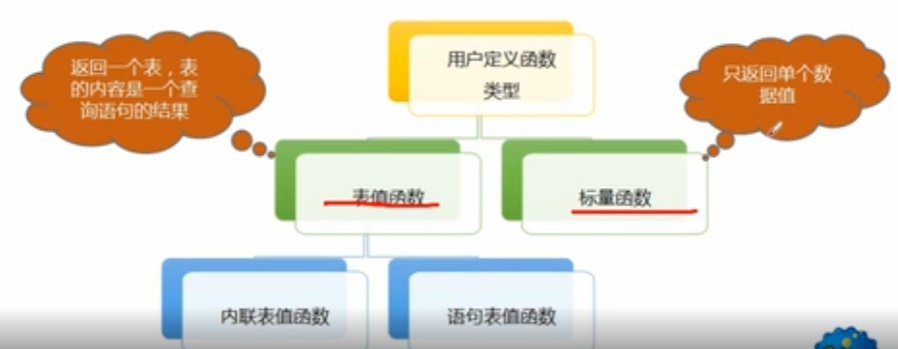 用户定义函数
类型
返回一个表，表
的内容是一个查
询语句的结果
只返回单个数
据值
表值函数
标量函数
内联表值函数
语句表值函数